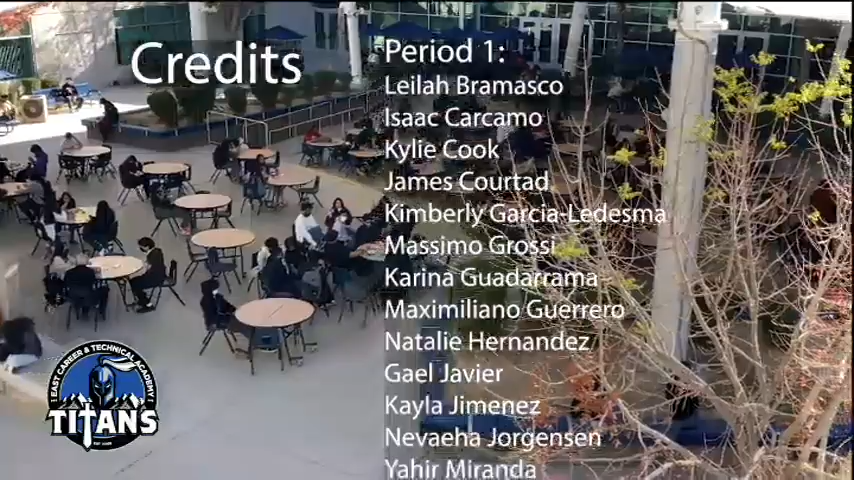 Credits
Period 1:
Leilah Bramasco
Isaac Carcamo
Kylie Cook
James Courtad
Kimberly Garcia-Ledesma
Massimo Grossi
Karina Guadarrama
Maximiliano Guerrero
Natalie Hernandez
Gael Javier
Kayla Jimenez
Nevaeha Jorgensen
Yahir Miranda
EAST CAREER & TECHNICAL ACADEMY
TITANS